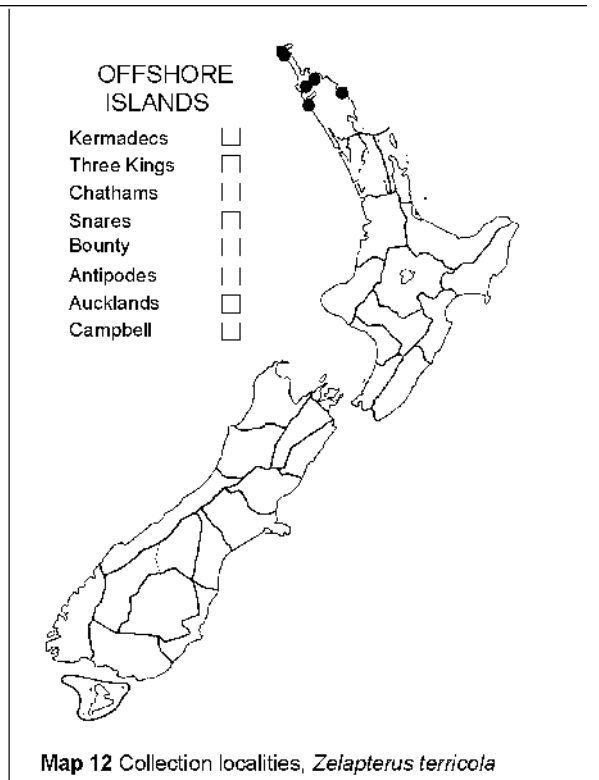 OFFSHORE
ISLANDS
Kermadecs
Three Kings
Chathams
Snares
Bounty
Antipodes
Aucklands
Campbell
Map 12 Collection localities, Zelapterus terricola